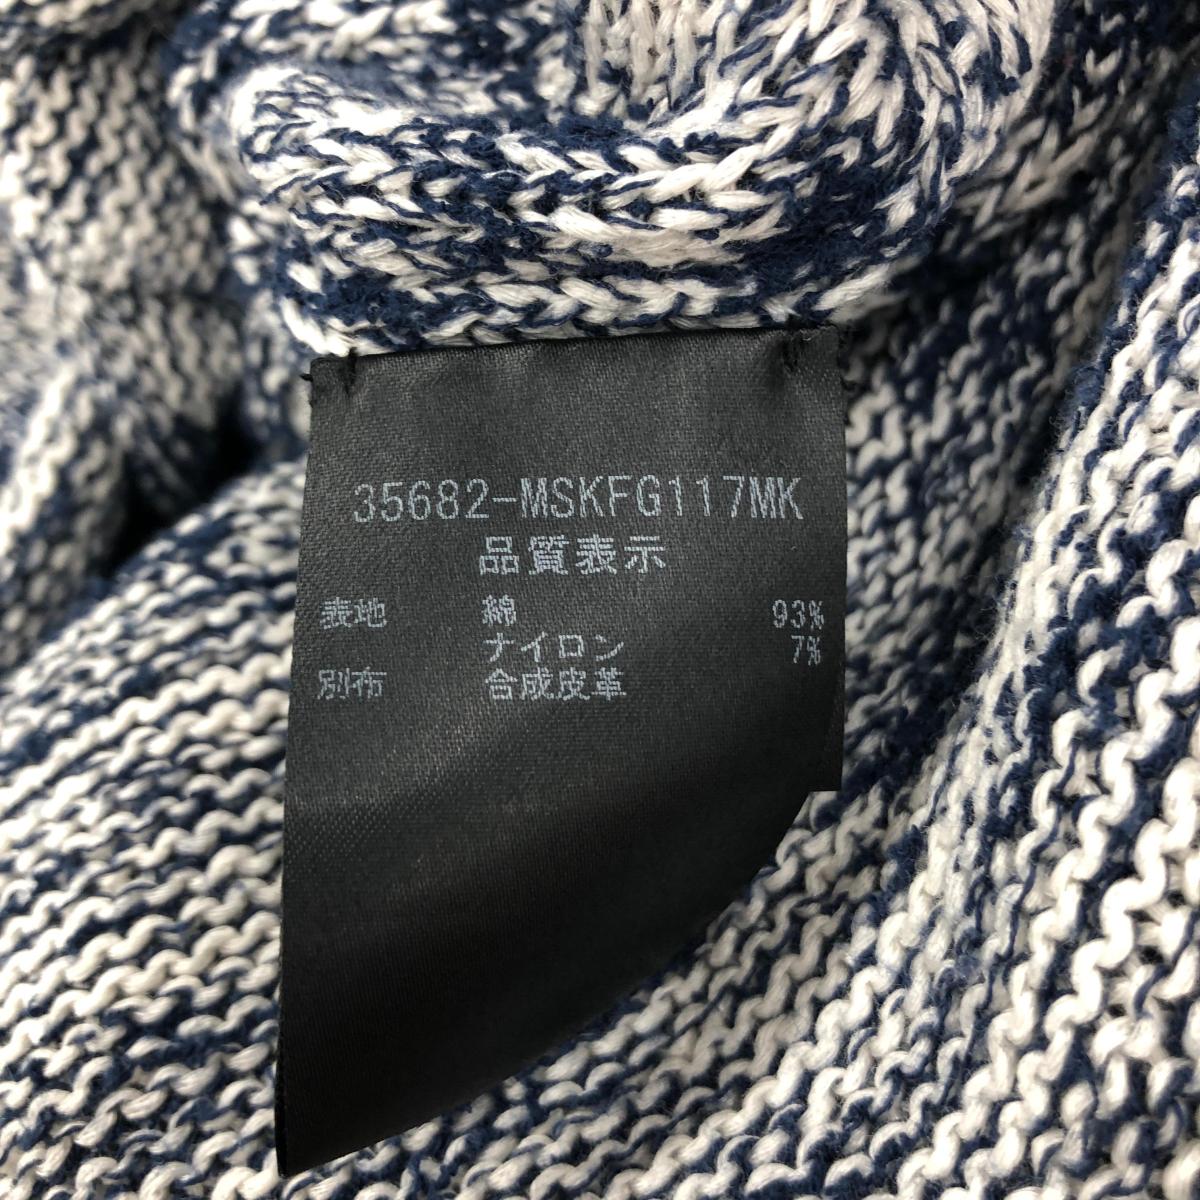 35682-MSKFG117MK
品質表示
表地 綿 93%
ナイロン 7%
別布 合成皮革